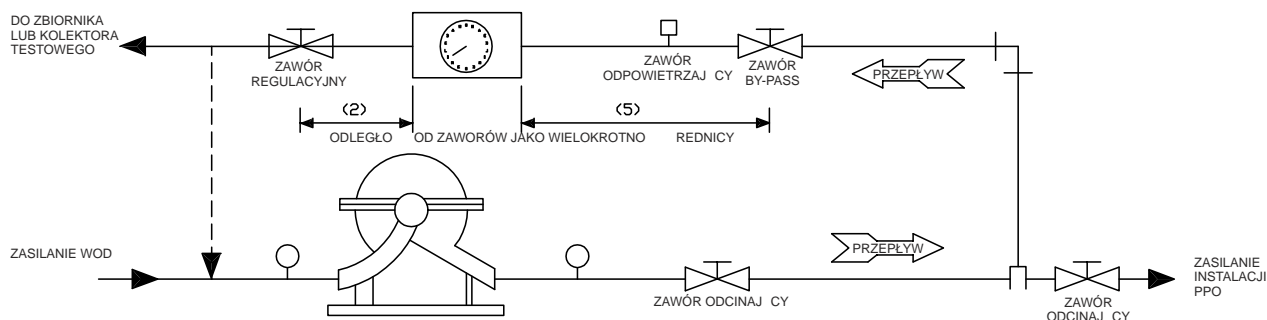 DO ZBIORNIKA
LUB KOLEKTORA
TESTOWEGO
ZAWÓR
REGULACYJNY
ZAWÓR
ODPOWIETRZAJ CY
ZAWÓR
BY-PASS
PRZEPŁYW
(2)
(5)
ODLEGŁO OD ZAWORÓW JAKO WIELOKROTNO REDNICY
ZASILANIE WOD
PRZEPŁYW
ZAWÓR ODCINAJ CY
ZAWÓR
ODCINAJ CY
ZASILANIE
INSTALACJI
PPO